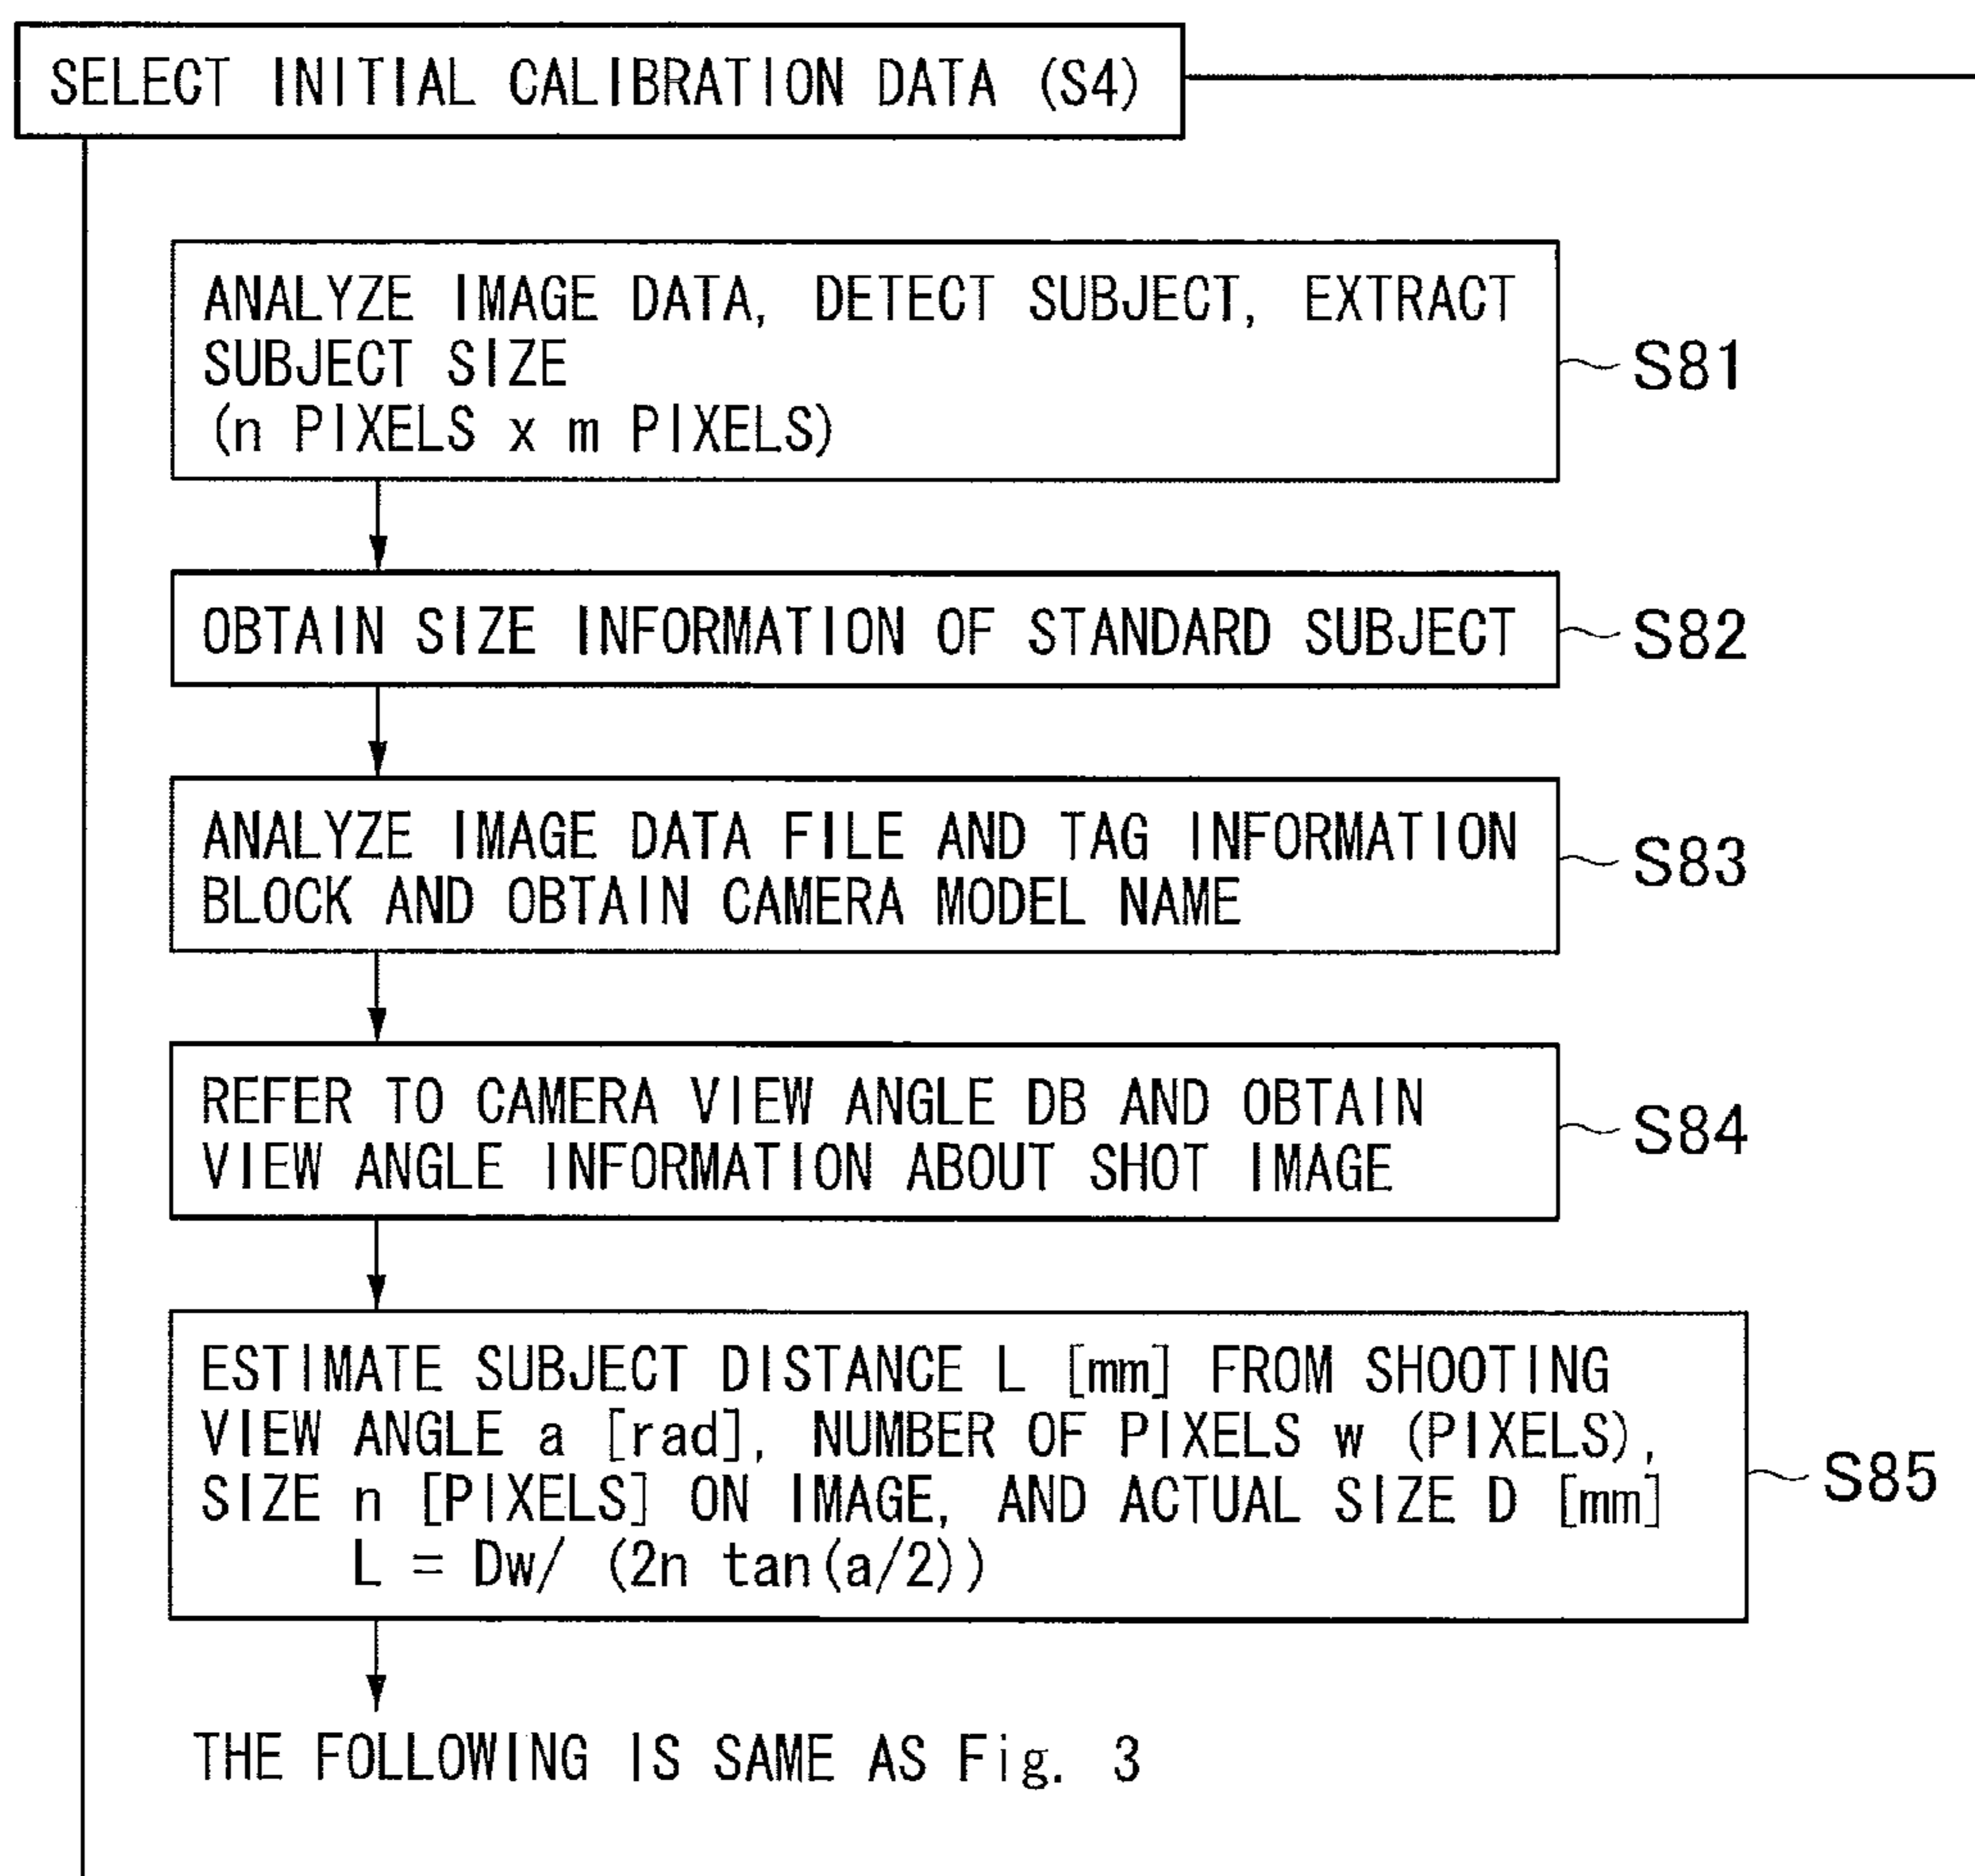 SELECT INITIAL CALIBRATION DATA (S4)
ANALYZE IMAGE DATA, DETECT SUBJECT, EXTRACT
SUBJECT SIZE
(n PIXELS x m PIXELS)
S81
OBTAIN SIZE INFORMATION OF STANDARD SUBJECT
S82
ANALYZE IMAGE DATA FILE AND TAG INFORMATION
BLOCK AND OBTAIN CAMERA MODEL NAME
S83
REFER TO CAMERA VIEW ANGLE DB AND OBTAIN
VIEW ANGLE INFORMATION ABOUT SHOT IMAGE
S84
ESTIMATE SUBJECT DISTANCE L [mm] FROM SHOOTING
VIEW ANGLE a [rad], NUMBER OF PIXELS w (PIXELS),
SIZE n [PIXELS] ON IMAGE, AND ACTUAL SIZE D [mm]
L = Dw/ (2n tan(a/2))
S85
THE FOLLOWING IS SAME AS Fig. 3